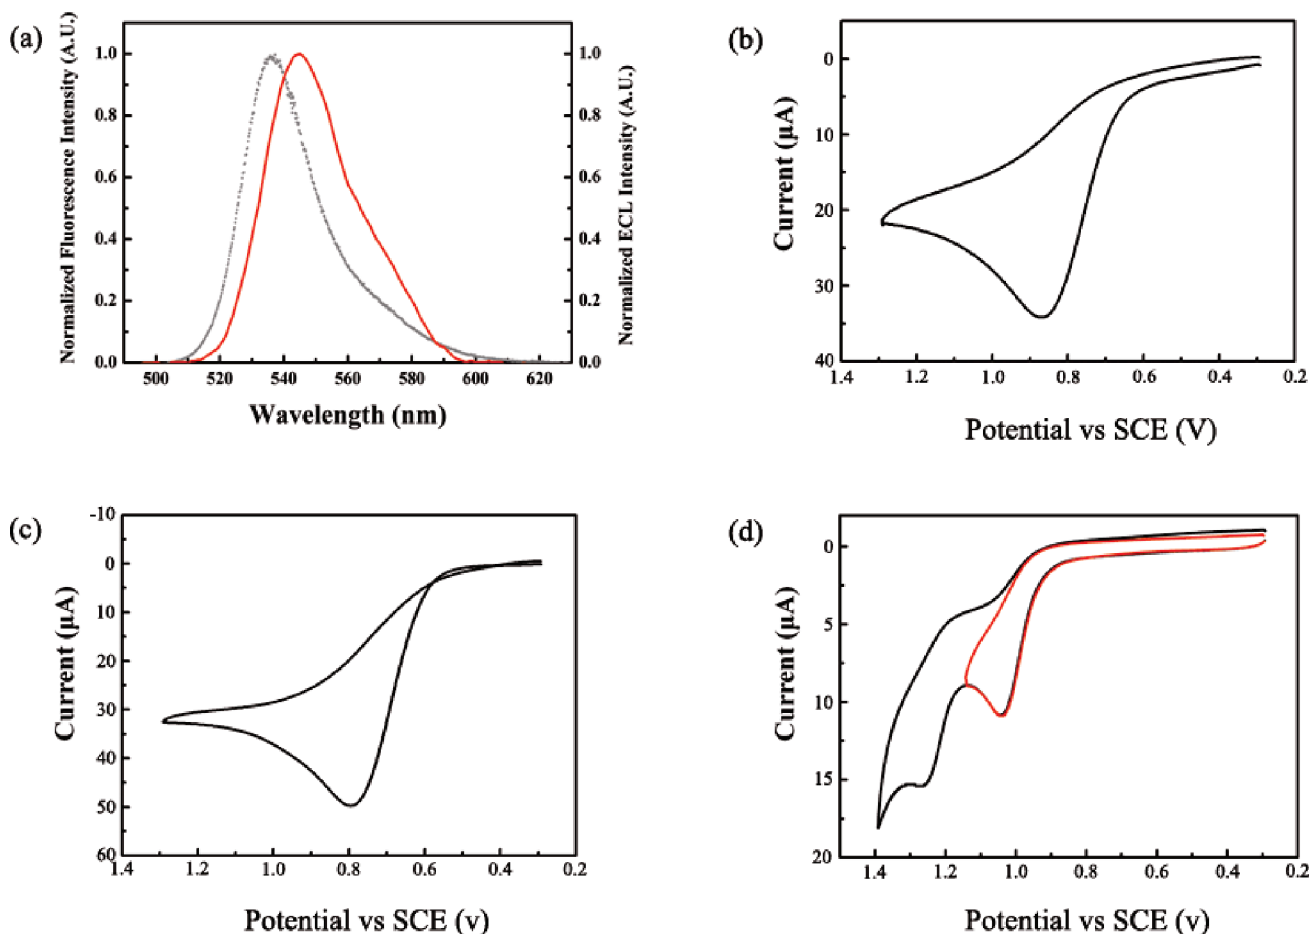 (a)
Normalized Fluorescence Intensity (A.U.)
1.0
0.8
0.6
0.4
0.2
0.0
1.0
0.8
0.6
0.4
0.2
0.0
Normalized ECL Intensity (A.U.)
500 520 540 560 580 600 620
Wavelength (nm)
(b)
Current (μA)
0
10
20
30
40
1.4 1.2 1.0 0.8 0.6 0.4 0.2
Potential vs SCE (V)
(c)
Current (μA)
-10
0
10
20
30
40
50
60
1.4 1.2 1.0 0.8 0.6 0.4 0.2
Potential vs SCE (v)
(d)
Current (μA)
0
5
10
15
20
1.4 1.2 1.0 0.8 0.6 0.4 0.2
Potential vs SCE (v)